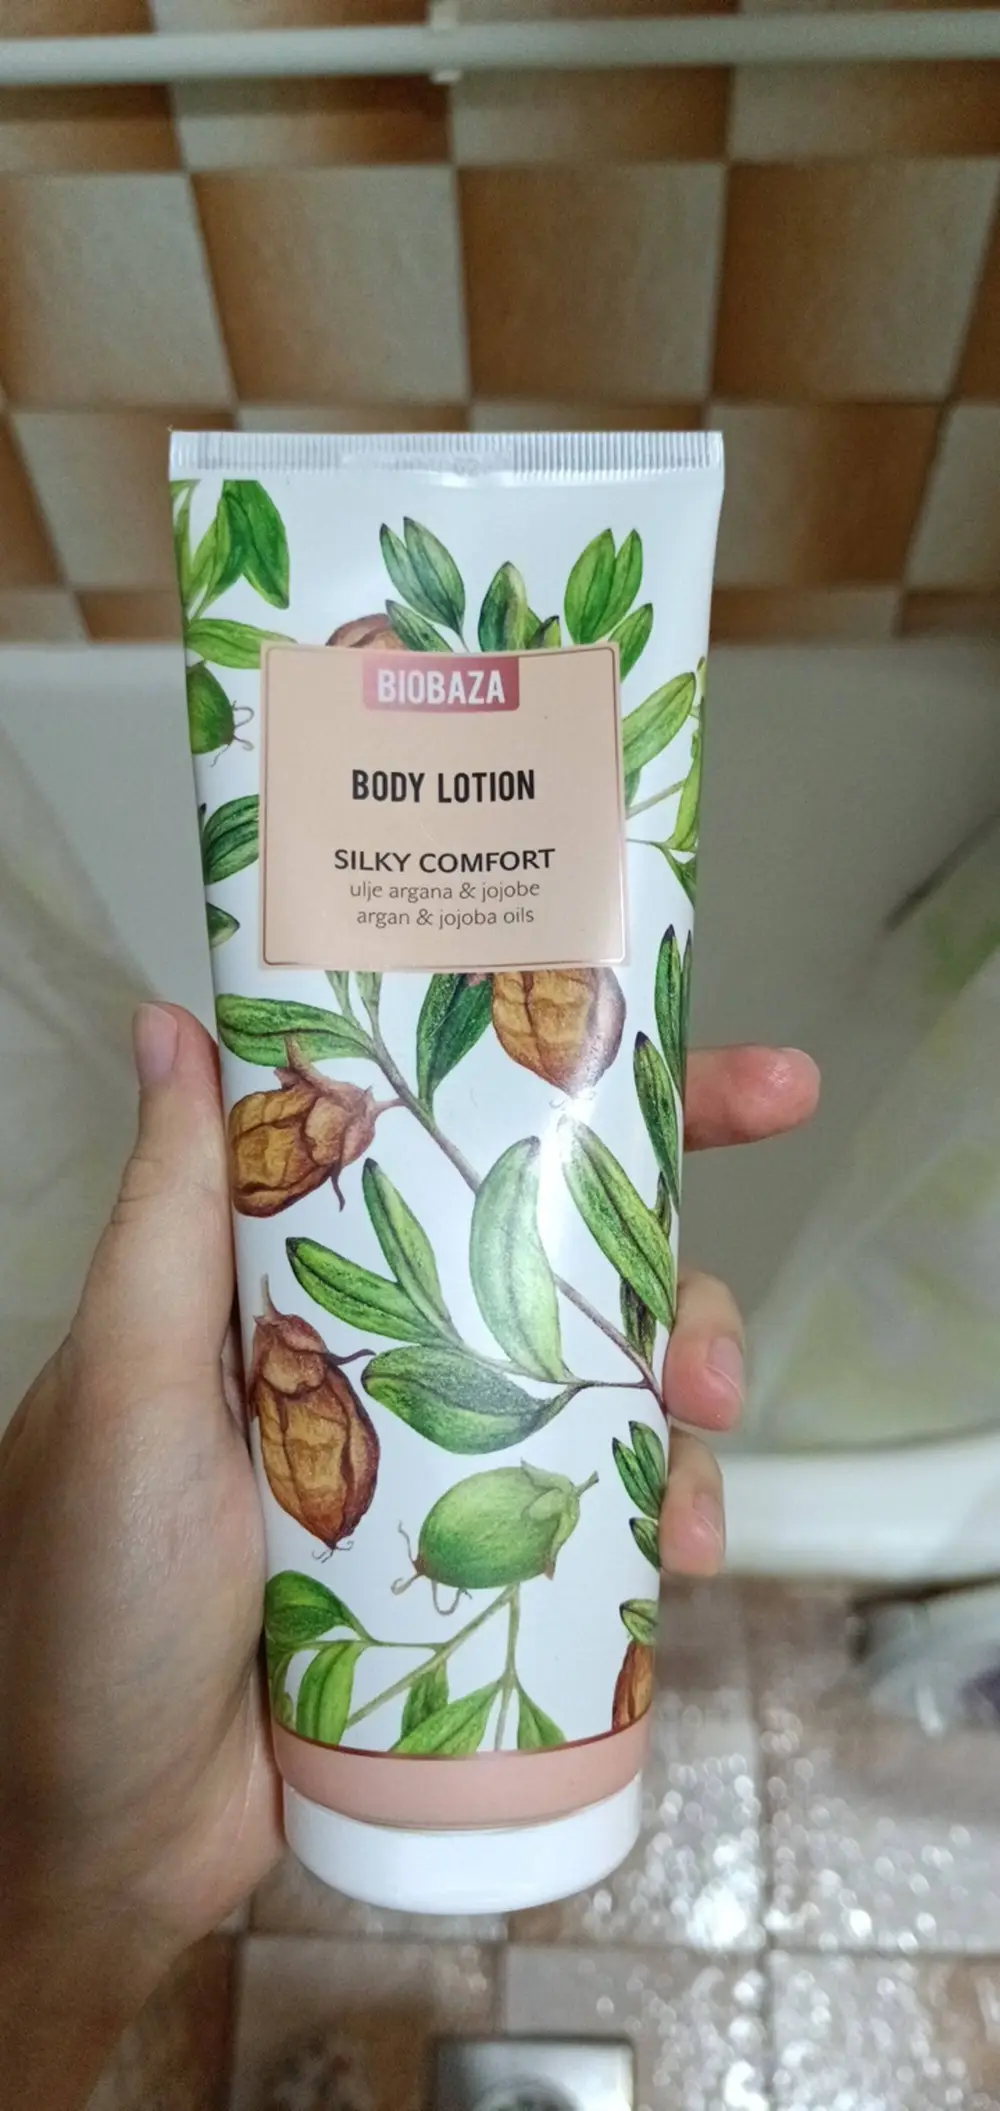 BIOBAZA
BODY LOTION
SILKY COMFORT
ulje argana & jojobe
argan & jojoba oils